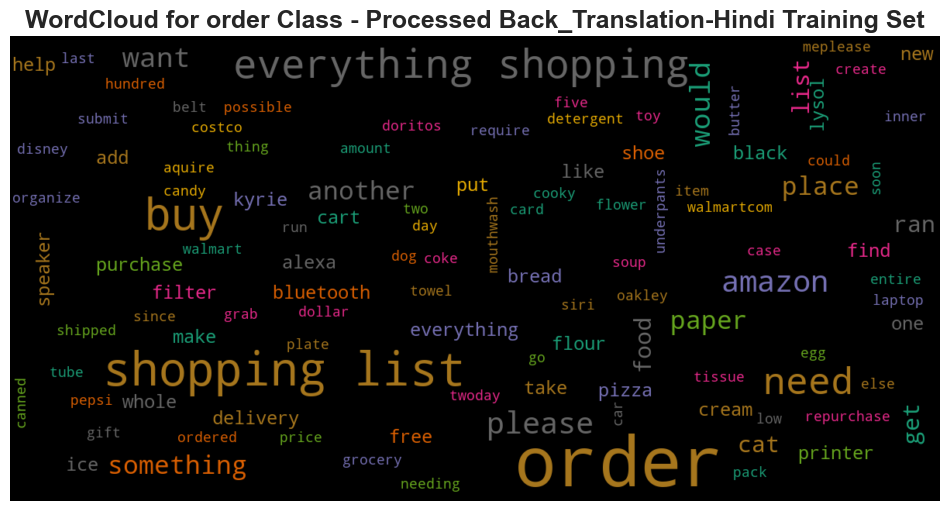 WordCloud for order Class - Processed Back_Translation-Hindi Training Set
help last want everything shopping meplease new
hundred would list lysol create
belt possible five butter
submit costco doritos require detergent toy inner
disney thing amount shoe black could
add aquire like place soon
organize candy kyrie another put cooky item
buy cart two card flower underpants walmartcom
run day mouthwash ran
speaker walmart dog coke case find
purchase alexa soup
filter bluetooth towel bread siri oakley amazon entire
since grab dollar laptop
shipped make everything food paper one
plate flour
shopping list go egg
tube twoday take pizza tissue need else
canned pepsi whole car cream low repurchase get
gift delivery please
ordered price free cat printer
ice something grocery order pack
needing